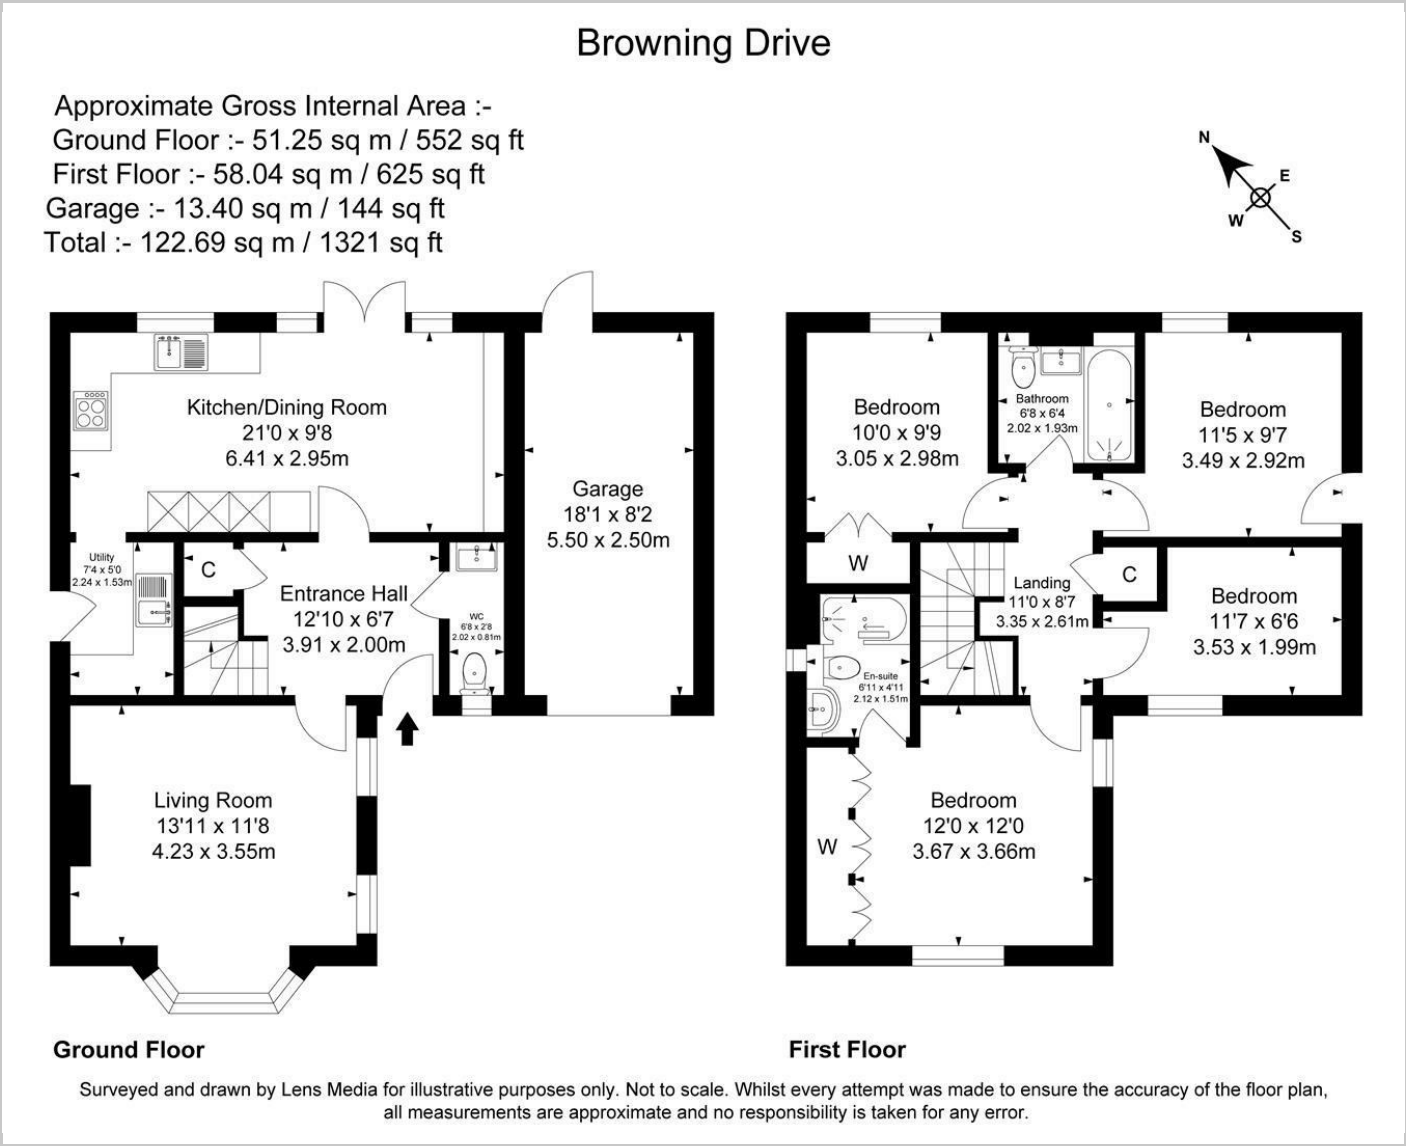 Browning Drive
Approximate Gross Internal Area :-
Ground Floor :- 51.25 sq m / 552 sq ft
First Floor :- 58.04 sq m / 625 sq ft
Garage :- 13.40 sq m / 144 sq ft
Total :- 122.69 sq m / 1321 sq ft
N
E
W
S
Kitchen/Dining Room
21'0 x 9'8
6.41 x 2.95m
Garage
18'1 x 8'2
5.50 x 2.50m
Utility
7'4 x 5'0
2.24 x 1.53m
C
Entrance Hall
12'10 x 6'7
3.91 x 2.00m
WC
6'8 x 2'8
2.02 x 0.81m
Living Room
13'11 x 11'8
4.23 x 3.55m
Ground Floor
Bedroom
10'0 x 9'9
3.05 x 2.98m
Bathroom
6'8 x 6'4
2.02 x 1.93m
Bedroom
11'5 x 9'7
3.49 x 2.92m
W
Landing
11'0 x 8'7
3.35 x 2.61m
C
Bedroom
11'7 x 6'6
3.53 x 1.99m
En-suite
6'11 x 4'11
2.12 x 1.51m
W
Bedroom
12'0 x 12'0
3.67 x 3.66m
First Floor
Surveyed and drawn by Lens Media for illustrative purposes only. Not to scale. Whilst every attempt was made to ensure the accuracy of the floor plan,
all measurements are approximate and no responsibility is taken for any error.